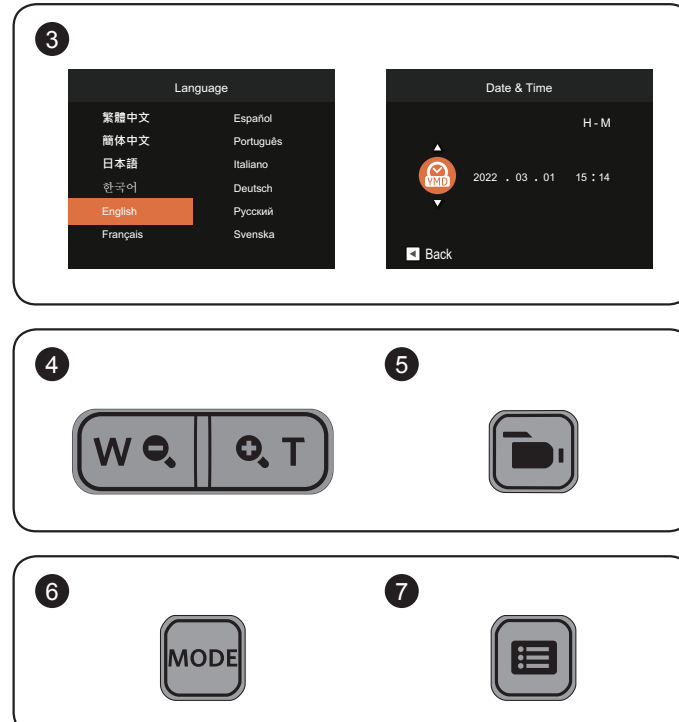 3
Language
繁體中文
簡体中文
日本語
한국어
English
Français
Español
Português
Italiano
Deutsch
Русский
Svenska
Date & Time
H - M
YMD
2022 . 03 . 01 15 : 14
Back
4
5
W
T
6
7
MODE